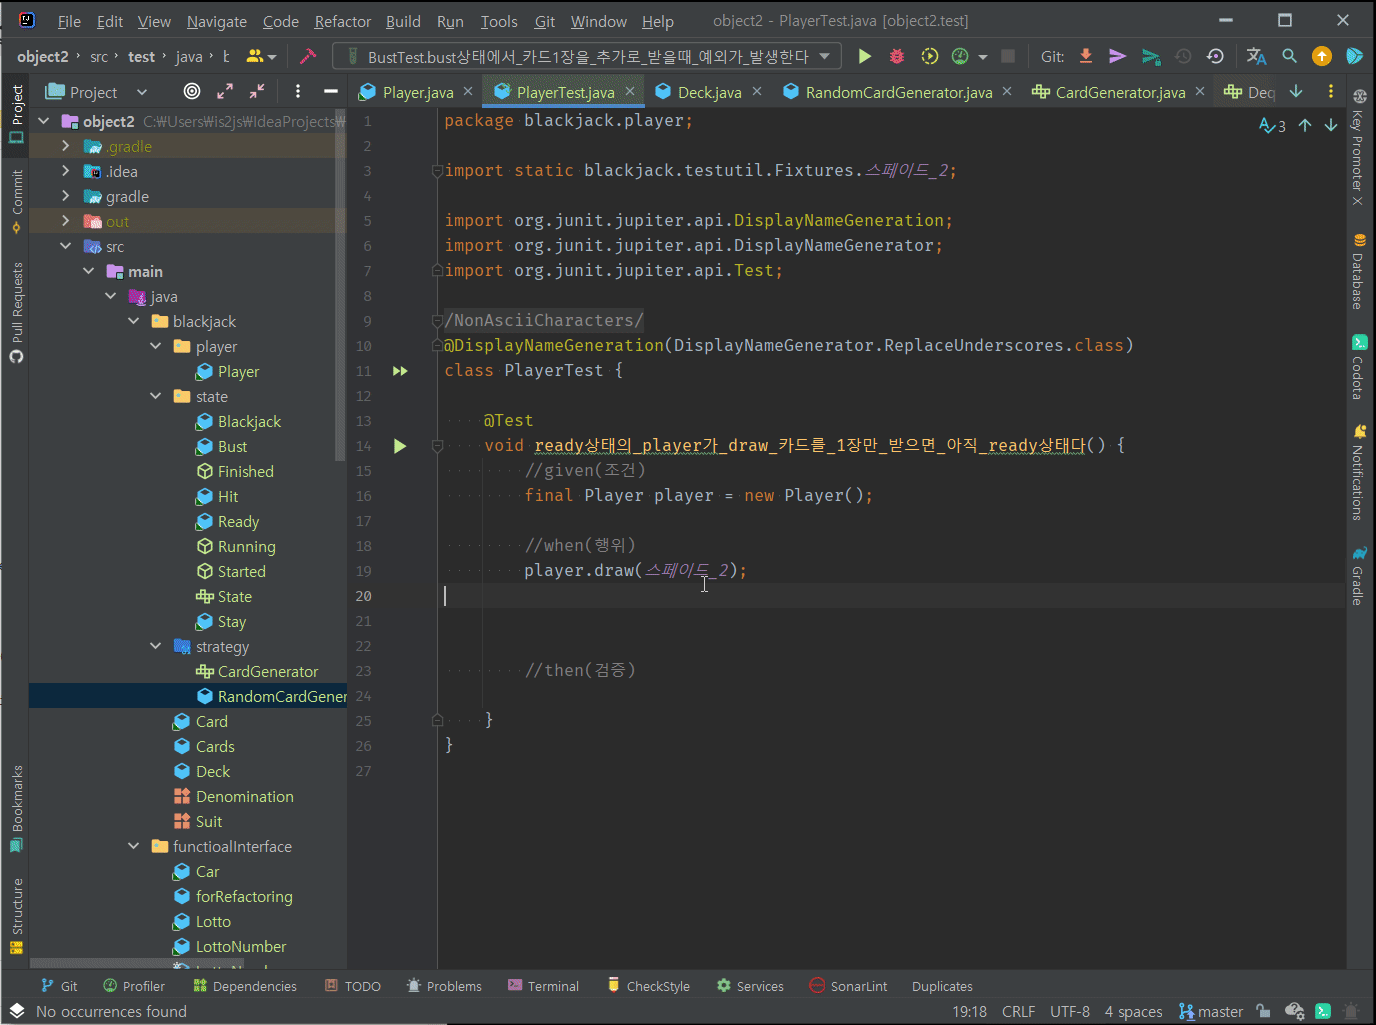 File Edit View Navigate Code Refactor Build Run Tools Git Window Help object2 - PlayerTest.java [object2.test]
object2 › src › test › java › b BustTest.bust상태에서_카드1장을_추가로_받을때_예외가_발생한다 Git:
Project Player.java PlayerTest.java Deck.java RandomCardGenerator.java CardGenerator.java Deq
object2 C:₩Users₩is2js₩IdeaProjects₩
.gradle
.idea
gradle
out
src
main
java
blackjack
player
Player
state
Blackjack
Bust
Finished
Hit
Ready
Running
Started
State
Stay
strategy
CardGenerator
RandomCardGener
Card
Cards
Deck
Denomination
Suit
functioalInterface
Car
forRefactoring
Lotto
LottoNumber
1 package blackjack.player;
2
3 import static blackjack.testutil.Fixtures.스페이드_2;
4
5 import org.junit.jupiter.api.DisplayNameGeneration;
6 import org.junit.jupiter.api.DisplayNameGenerator;
7 import org.junit.jupiter.api.Test;
8
9 /NonAsciiCharacters/
10 @DisplayNameGeneration(DisplayNameGenerator.ReplaceUnderscores.class)
11 class PlayerTest {
12
13 @Test
14 void ready상태의_player가_draw_카드를_1장만_받으면_아직_ready상태다() {
15 //given(조건)
16 final Player player = new Player();
17
18 //when(행위)
19 player.draw(스페이드_2);
20
21
22
23 //then(검증)
24
25 }
26 }
27
3
Project
Commit
Pull Requests
Bookmarks
Structure
Key Promoter X
Database
Codota
Notifications
Gradle
Git Profiler Dependencies TODO Problems Terminal CheckStyle Services SonarLint Duplicates
No occurrences found 19:18 CRLF UTF-8 4 spaces master